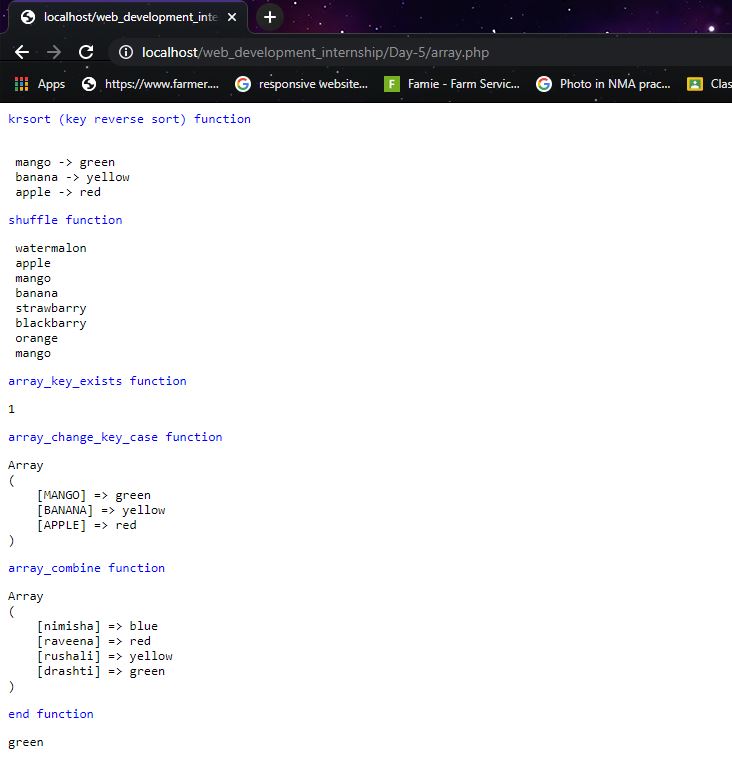 localhost/web_development_inte
localhost/web_development_internship/Day-5/array.php
Apps https://www.farmer.... responsive website... F Famie - Farm Servic... Photo in NMA prac... Clas
krsort (key reverse sort) function
mango -> green
banana -> yellow
apple -> red
shuffle function
watermalon
apple
mango
banana
strawbarry
blackbarry
orange
mango
array_key_exists function
1
array_change_key_case function
Array
(
[MANGO] => green
[BANANA] => yellow
[APPLE] => red
)
array_combine function
Array
(
[nimisha] => blue
[raveena] => red
[rushali] => yellow
[drashti] => green
)
end function
green